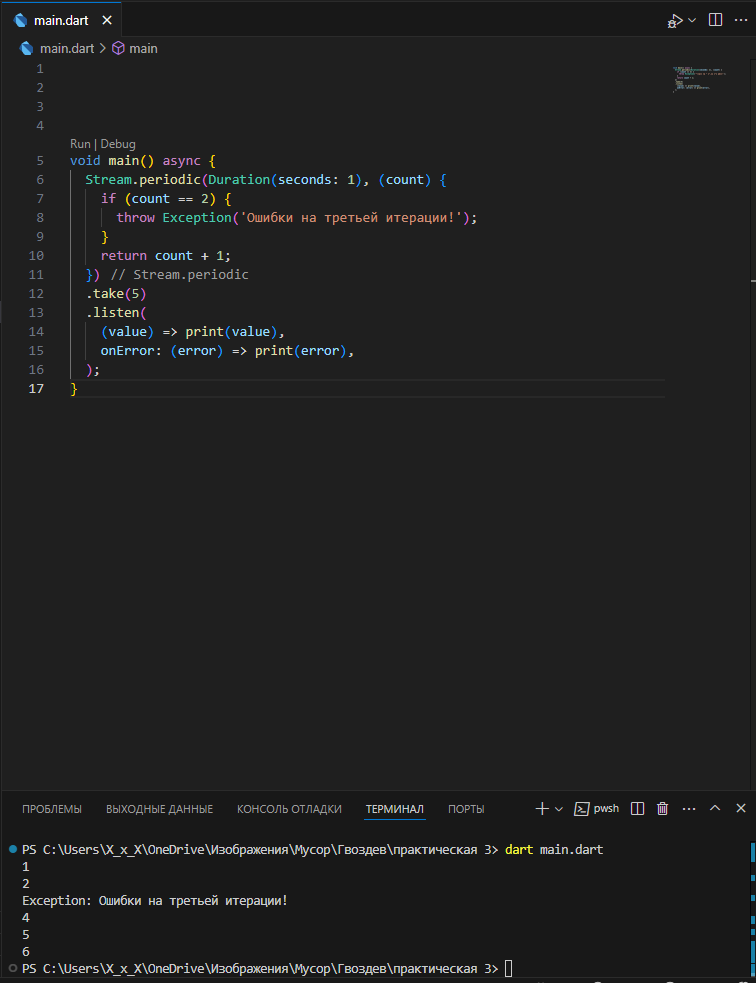 main.dart
main.dart > main
1
2
3
4
Run | Debug
5 void main() async {
6 Stream.periodic(Duration(seconds: 1), (count) {
7 if (count == 2) {
8 throw Exception('Ошибки на третьей итерации!');
9 }
10 return count + 1;
11 }) // Stream.periodic
12 .take(5)
13 .listen(
14 (value) => print(value),
15 onError: (error) => print(error),
16 );
17 }
ПРОБЛЕМЫ ВЫХОДНЫЕ ДАННЫЕ КОНСОЛЬ ОТЛАДКИ ТЕРМИНАЛ ПОРТЫ pwsh
PS C:\Users\X_x_X\OneDrive\Изображения\Мусор\Гвоздев\практическая 3> dart main.dart
1
2
Exception: Ошибки на третьей итерации!
4
5
6
PS C:\Users\X_x_X\OneDrive\Изображения\Мусор\Гвоздев\практическая 3>